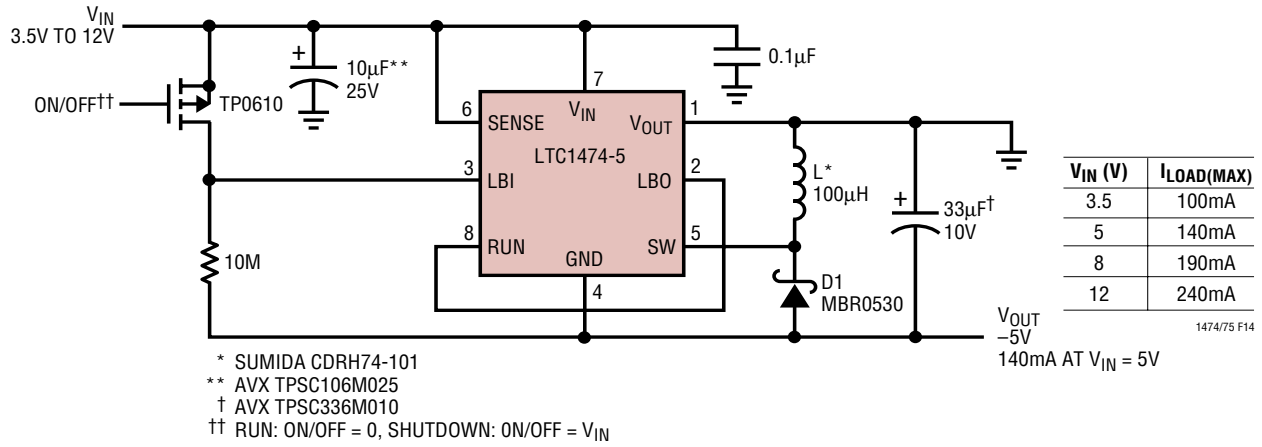 VIN
3.5V TO 12V
ON/OFF††
TP0610
+
10µF**
25V
0.1µF
10M
7
6
SENSE
VIN
VOUT
1
LTC1474-5
3
LBI
LBO
2
8
RUN
SW
5
GND
4
L*
100µH
+
33µF†
10V
D1
MBR0530
VOUT
–5V
140mA AT VIN = 5V
VIN (V) ILOAD(MAX)
3.5 100mA
5 140mA
8 190mA
12 240mA
1474/75 F14
* SUMIDA CDRH74-101
** AVX TPSC106M025
† AVX TPSC336M010
†† RUN: ON/OFF = 0, SHUTDOWN: 0N/OFF = VIN